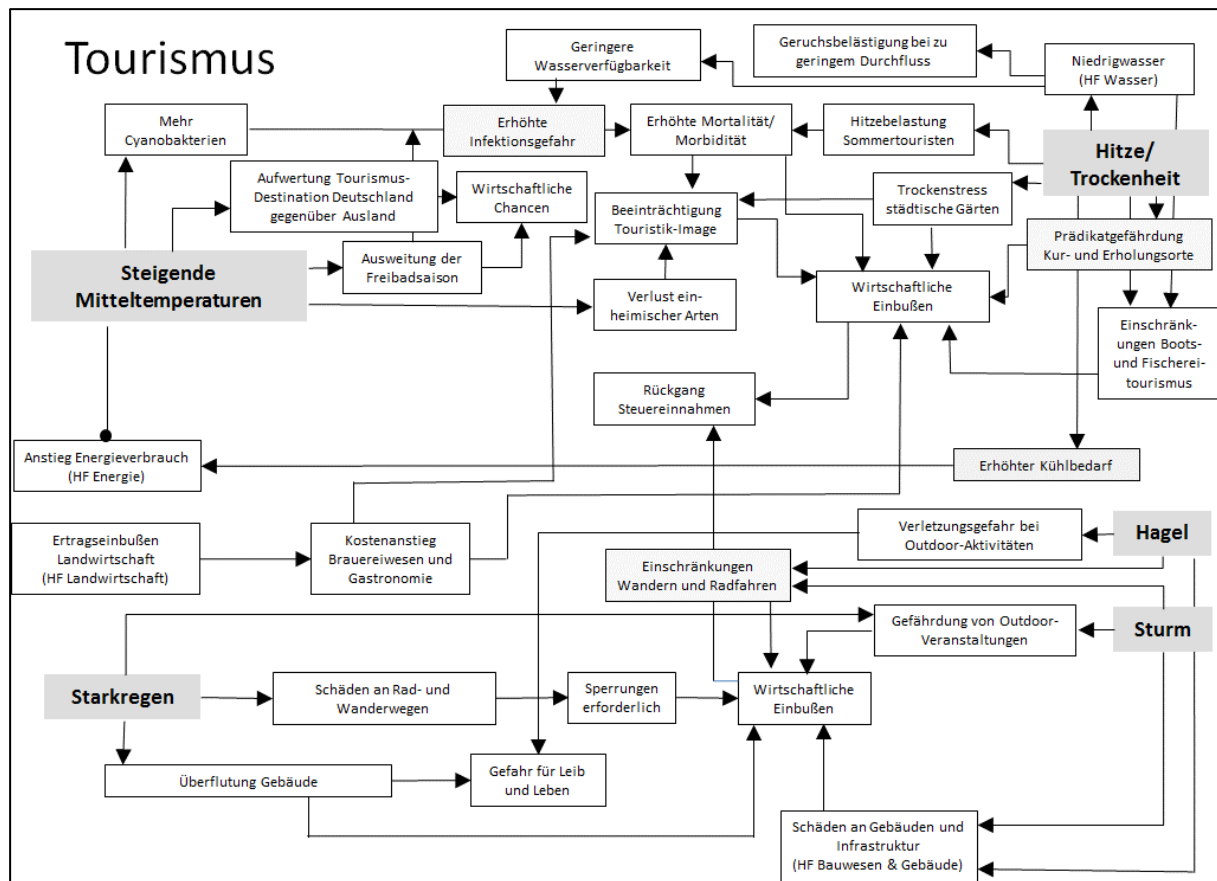 Tourismus
Geringere
Wasserverfügbarkeit
Geruchsbelästigung bei zu
geringem Durchfluss
Niedrigwasser
(HF Wasser)
Mehr
Cyanobakterien
Erhöhte
Infektionsgefahr
Erhöhte Mortalität/
Morbidität
Hitzebelastung
Sommertouristen
Hitze/
Trockenheit
Aufwertung Tourismus-
Destination Deutschland
gegenüber Ausland
Wirtschaftliche
Chancen
Beeinträchtigung
Touristik-Image
Trockenstress
städtische Gärten
Prädikatgefährdung
Kur- und Erholungsorte
Steigende
Mitteltemperaturen
Ausweitung der
Freibadsaison
Verlust ein-
heimischer Arten
Wirtschaftliche
Einbußen
Einschränk-
kungen Boots-
und Fischerei-
tourismus
Rückgang
Steuereinnahmen
Anstieg Energieverbrauch
(HF Energie)
Erhöhter Kühlbedarf
Ertragseinbußen
Landwirtschaft
(HF Landwirtschaft)
Kostenanstieg
Brauereiwesen und
Gastronomie
Verletzungsgefahr bei
Outdoor-Aktivitäten
Hagel
Einschränkungen
Wandern und Radfahren
Gefährdung von Outdoor-
Veranstaltungen
Sturm
Starkregen
Schäden an Rad- und
Wanderwegen
Sperrungen
erforderlich
Wirtschaftliche
Einbußen
Überflutung Gebäude
Gefahr für Leib
und Leben
Schäden an Gebäuden und
Infrastruktur
(HF Bauwesen & Gebäude)